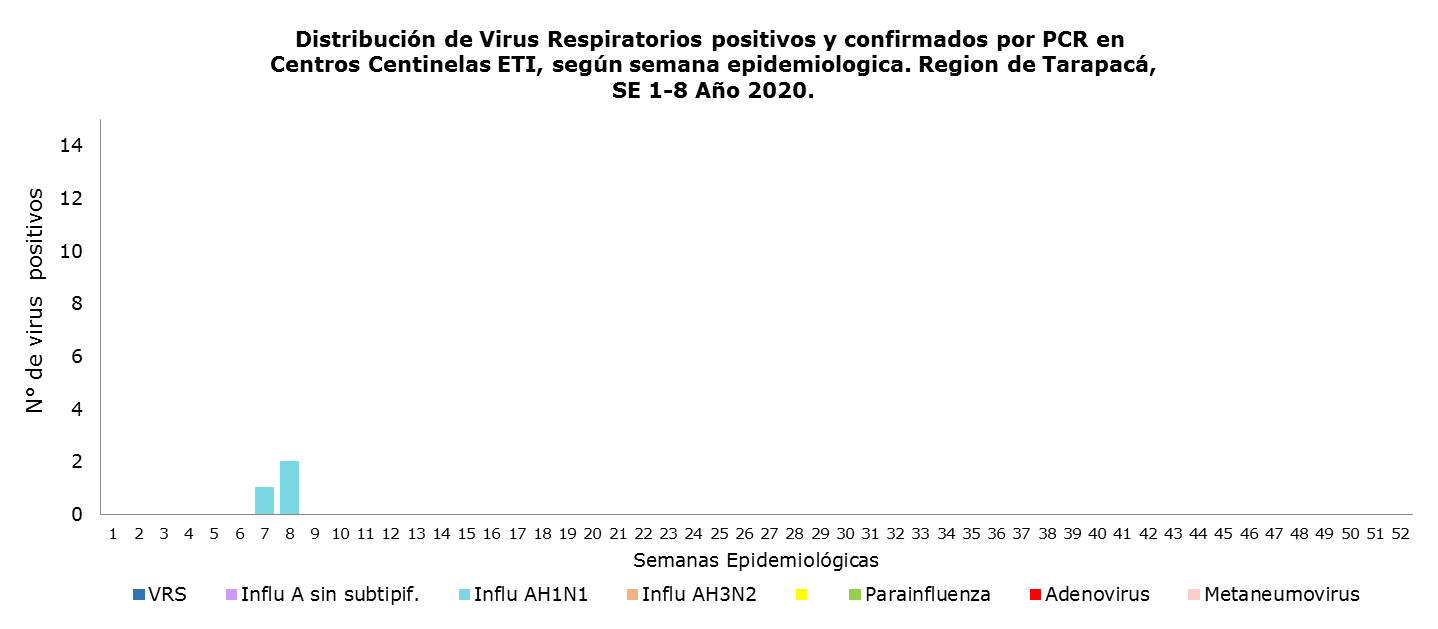 Distribución de Virus Respiratorios positivos y confirmados por PCR en
Centros Centinelas ETI, según semana epidemiologica. Region de Tarapacá,
SE 1-8 Año 2020.
N° de virus positivos
14
12
10
8
6
4
2
0
1 2 3 4 5 6 7 8 9 10 11 12 13 14 15 16 17 18 19 20 21 22 23 24 25 26 27 28 29 30 31 32 33 34 35 36 37 38 39 40 41 42 43 44 45 46 47 48 49 50 51 52
Semanas Epidemiológicas
VRS Influ A sin subtipif. Influ AH1N1 Influ AH3N2 Parainfluenza Adenovirus Metaneumovirus